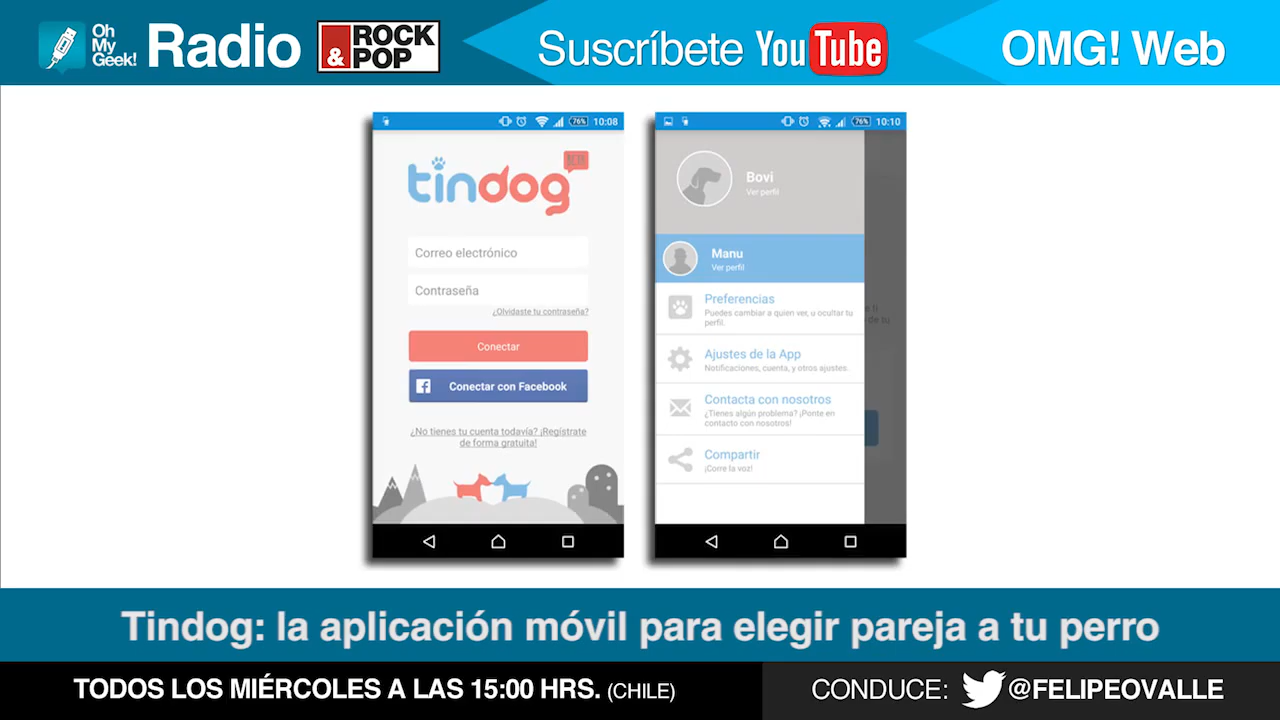 Oh
My
Geek!
Radio
ROCK
& POP
Suscríbete YouTube
OMG! Web
76%
10:08
tindog
Correo electrónico
Contraseña
¿Olvidaste tu contraseña?
Conectar
Conectar con Facebook
¿No tienes tu cuenta todavía? ¡Regístrate
de forma gratuita!
76%
10:10
Bovi
Ver perfil
Manu
Ver perfil
Preferencias
Puedes cambiar a quien ver, u ocultar tu
perfil.
Ajustes de la App
Notificaciones, cuenta, y otros ajustes.
Contacta con nosotros
¿Tienes algún problema? ¡Ponte en
contacto con nosotros!
Compartir
¡Corre la voz!
de tu
Tindog: la aplicación móvil para elegir pareja a tu perro
TODOS LOS MIÉRCOLES A LAS 15:00 HRS. (CHILE)
CONDUCE: @FELIPEOVALLE